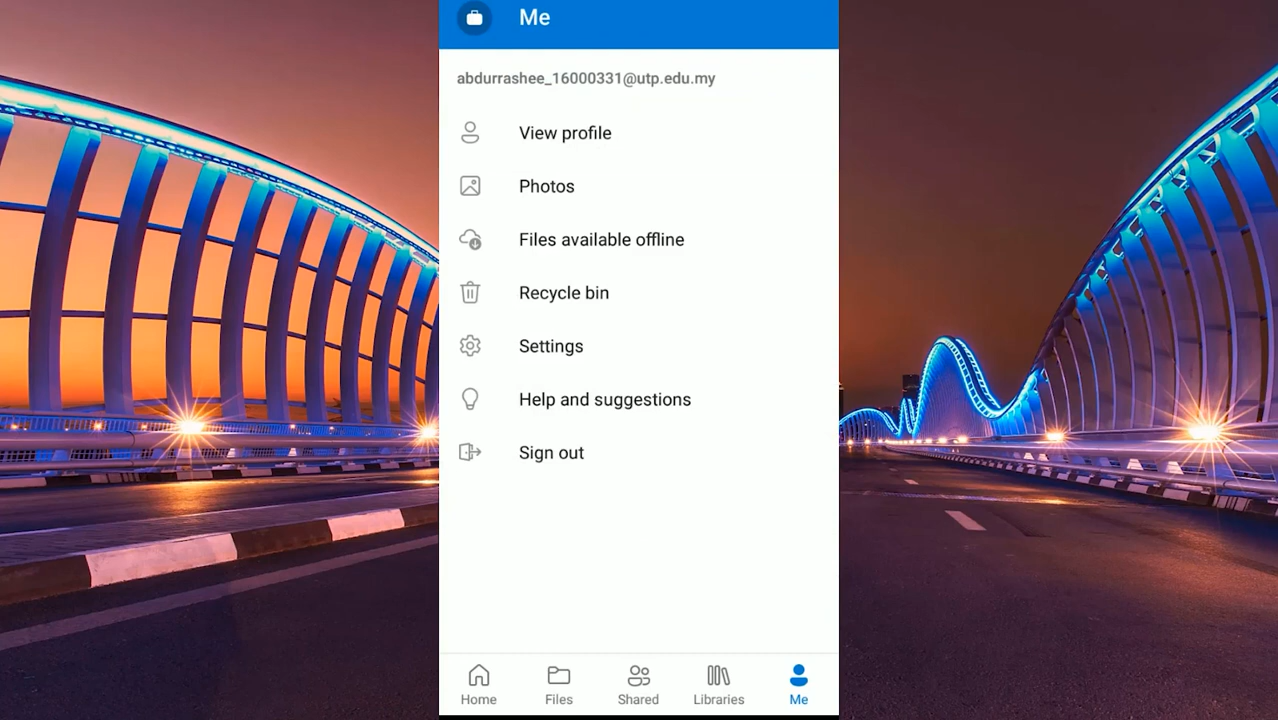 Me
abdurrashee_16000331@utp.edu.my
View profile
Photos
Files available offline
Recycle bin
Settings
Help and suggestions
Sign out
Home
Files
Shared
Libraries
Me